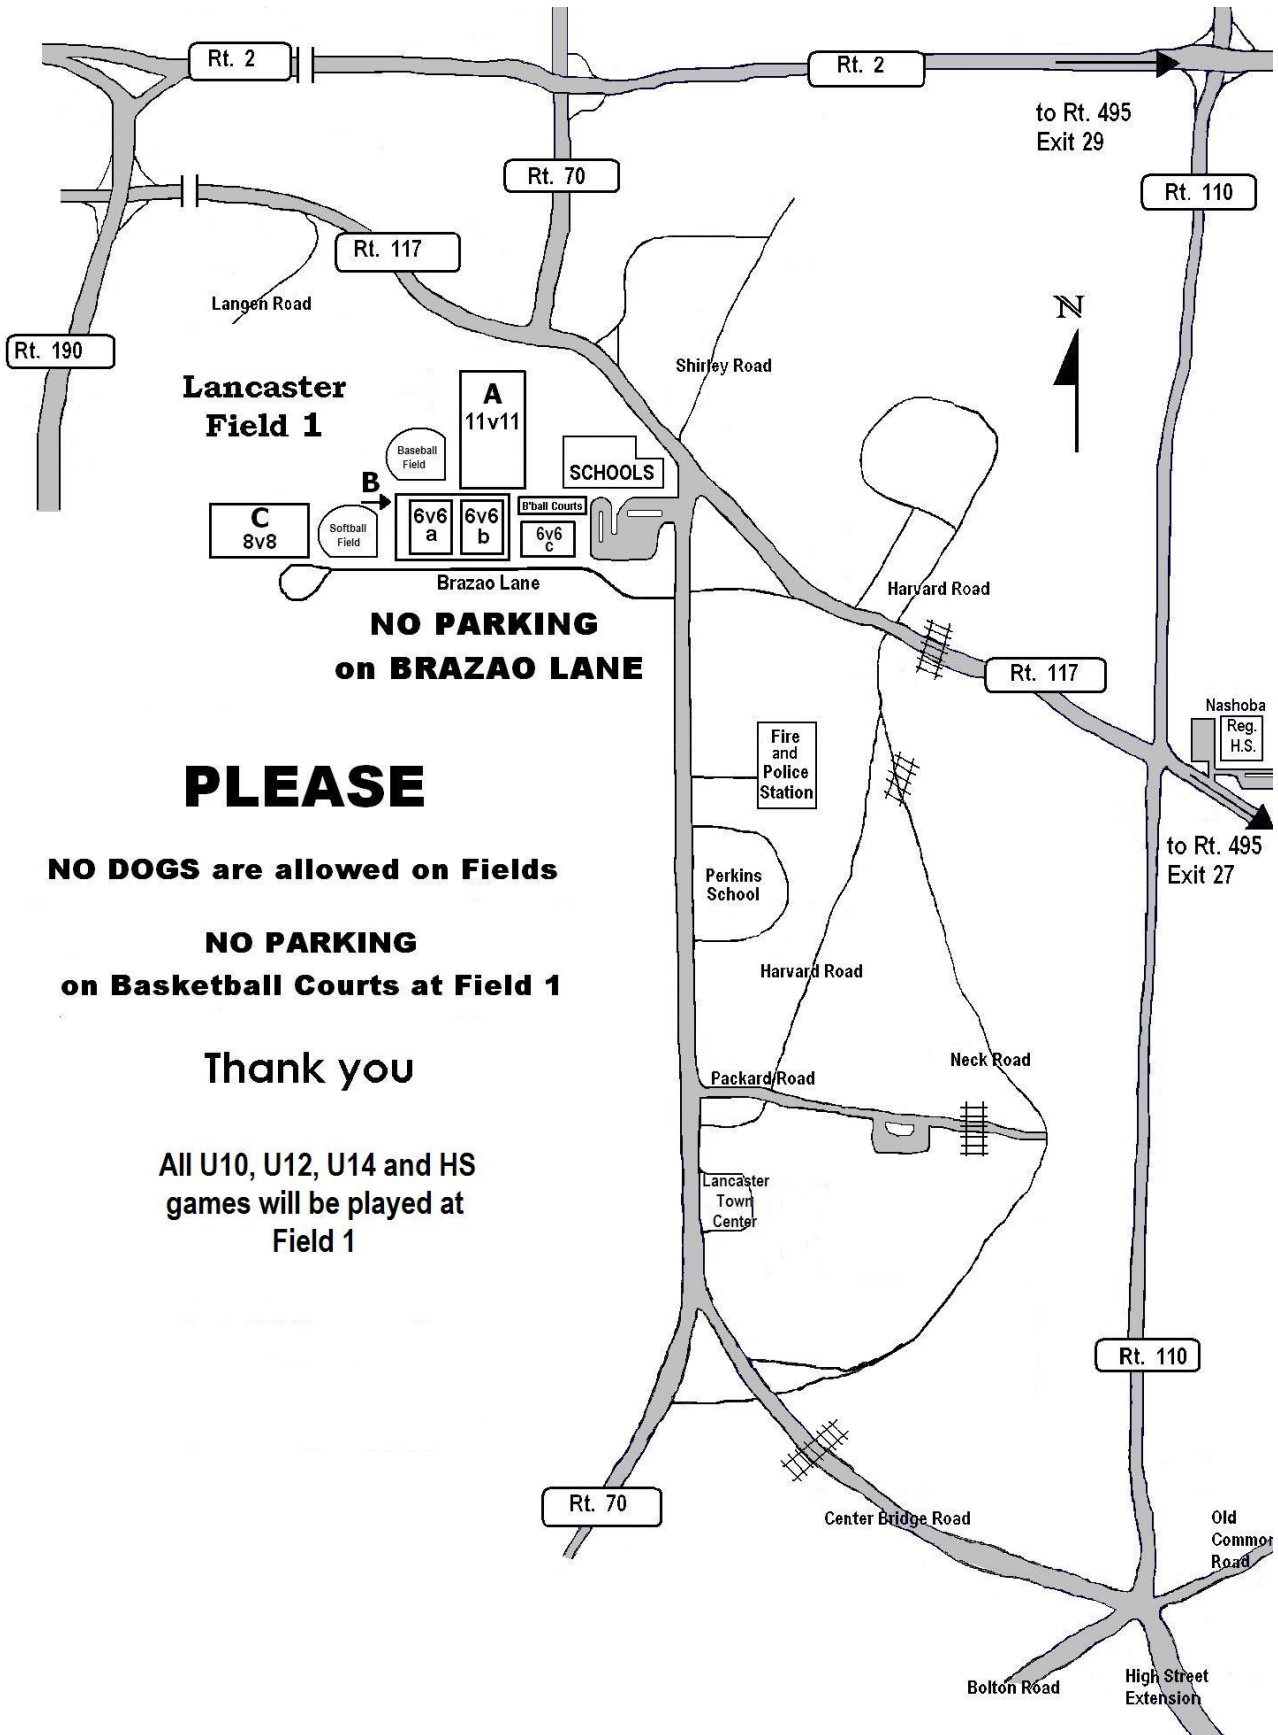 Rt. 2
Rt. 2
to Rt. 495
Exit 29
Rt. 70
Rt. 110
Rt. 117
Langen Road
N
Rt. 190
Shirley Road
Lancaster
Field 1
A
11v11
Baseball
Field
SCHOOLS
B
C
8v8
Softball
Field
6v6
a
6v6
b
B'ball Courts
6v6
c
Brazao Lane
Harvard Road
NO PARKING
on BRAZAO LANE
Rt. 117
Nashoba
Reg.
H.S.
Fire
and
Police
Station
PLEASE
to Rt. 495
Exit 27
NO DOGS are allowed on Fields
Perkins
School
NO PARKING
on Basketball Courts at Field 1
Harvard Road
Thank you
Neck Road
Packard Road
All U10, U12, U14 and HS
games will be played at
Field 1
Lancaster
Town
Center
Rt. 110
Rt. 70
Center Bridge Road
Old
Common
Road
Bolton Road
High Street
Extension